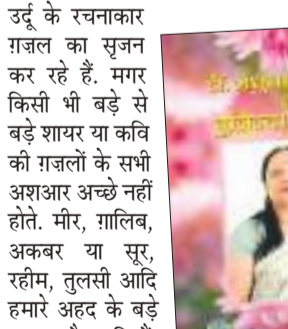 उर्दू के रचनाकार
ग़ज़ल का सृजन
कर रहे हैं. मगर
किसी भी बड़े से
बड़े शायर या कवि
की ग़ज़लों के सभी
अशआर अच्छे नहीं
होते. मीर, ग़ालिब,
अकबर या सूर,
रहीम, तुलसी आदि
हमारे अहद के बड़े